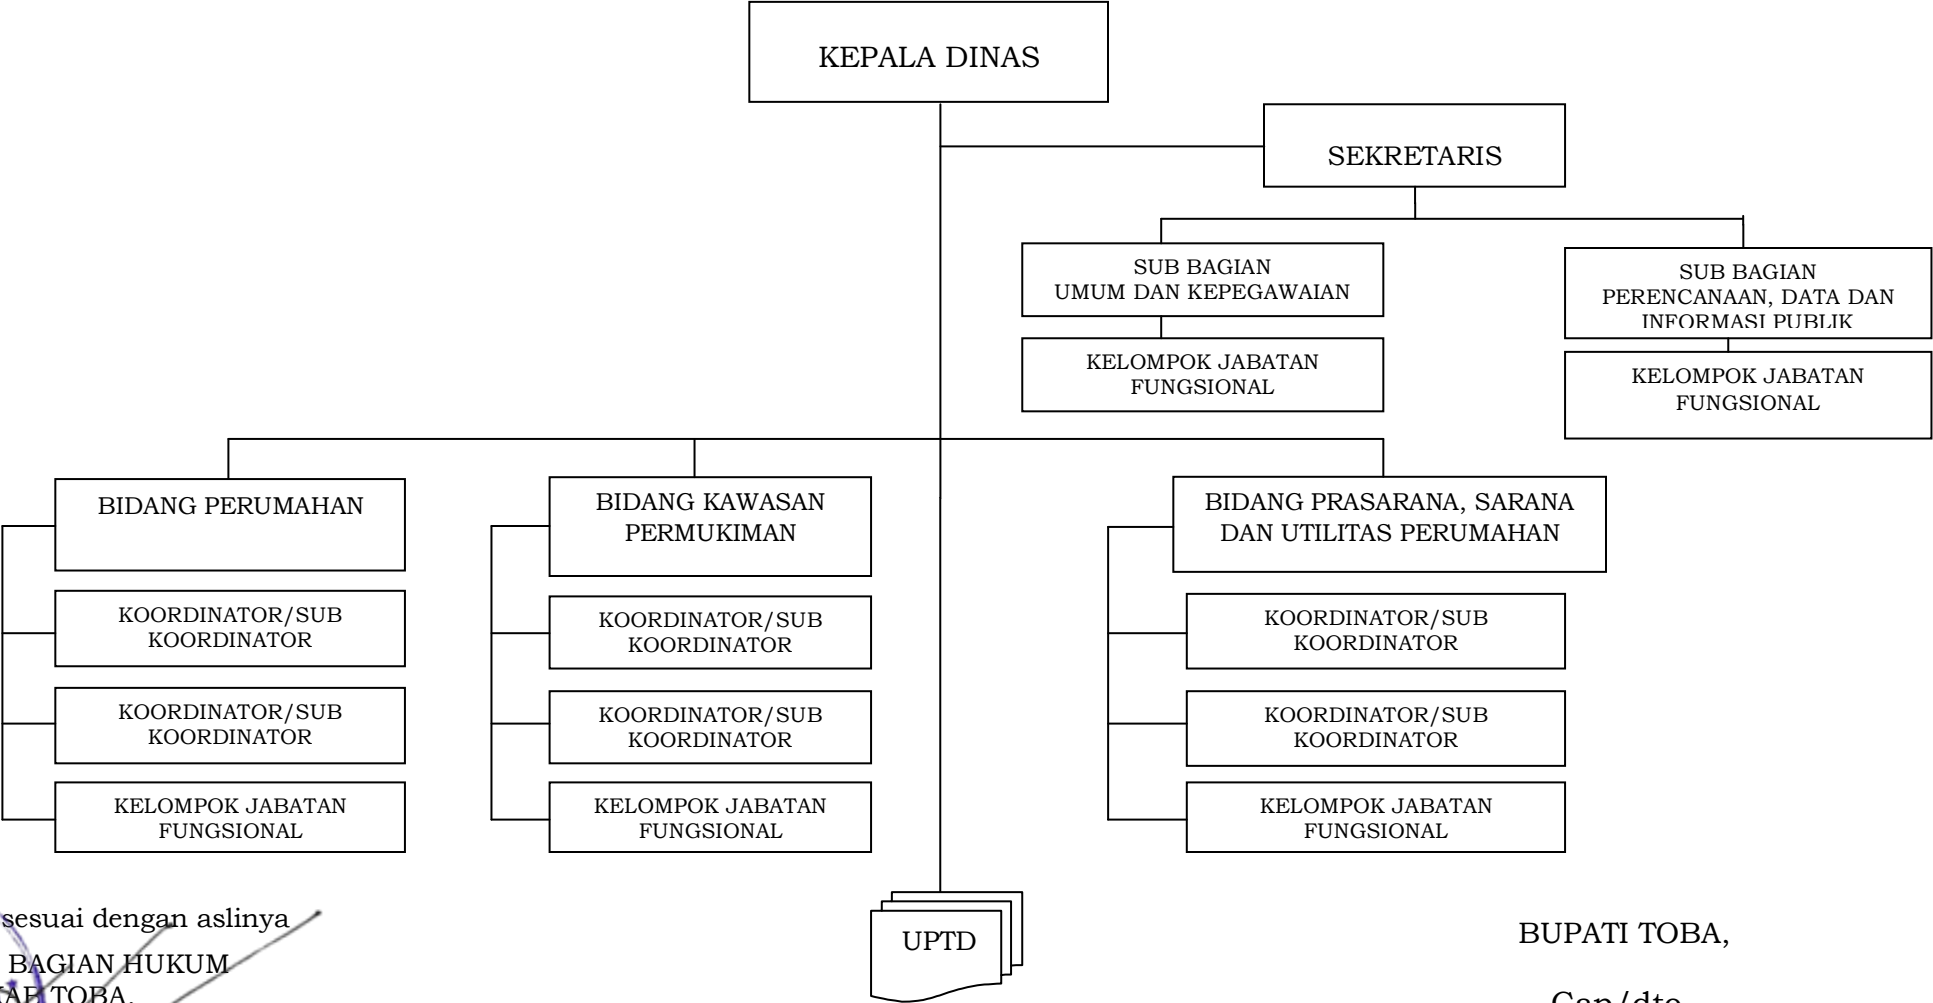 KEPALA DINAS
SEKRETARIS
SUB BAGIAN
UMUM DAN KEPEGAWAIAN
SUB BAGIAN
PERENCANAAN, DATA DAN
INFORMASI PUBLIK
KELOMPOK JABATAN
FUNGSIONAL
KELOMPOK JABATAN
FUNGSIONAL
BIDANG PERUMAHAN
BIDANG KAWASAN
PERMUKIMAN
BIDANG PRASARANA, SARANA
DAN UTILITAS PERUMAHAN
KOORDINATOR/SUB
KOORDINATOR
KOORDINATOR/SUB
KOORDINATOR
KOORDINATOR/SUB
KOORDINATOR
KOORDINATOR/SUB
KOORDINATOR
KOORDINATOR/SUB
KOORDINATOR
KOORDINATOR/SUB
KOORDINATOR
KELOMPOK JABATAN
FUNGSIONAL
KELOMPOK JABATAN
FUNGSIONAL
KELOMPOK JABATAN
FUNGSIONAL
UPTD
sesuai dengan aslinya
BAGIAN HUKUM
TOBA,
BUPATI TOBA,
Cap/dto